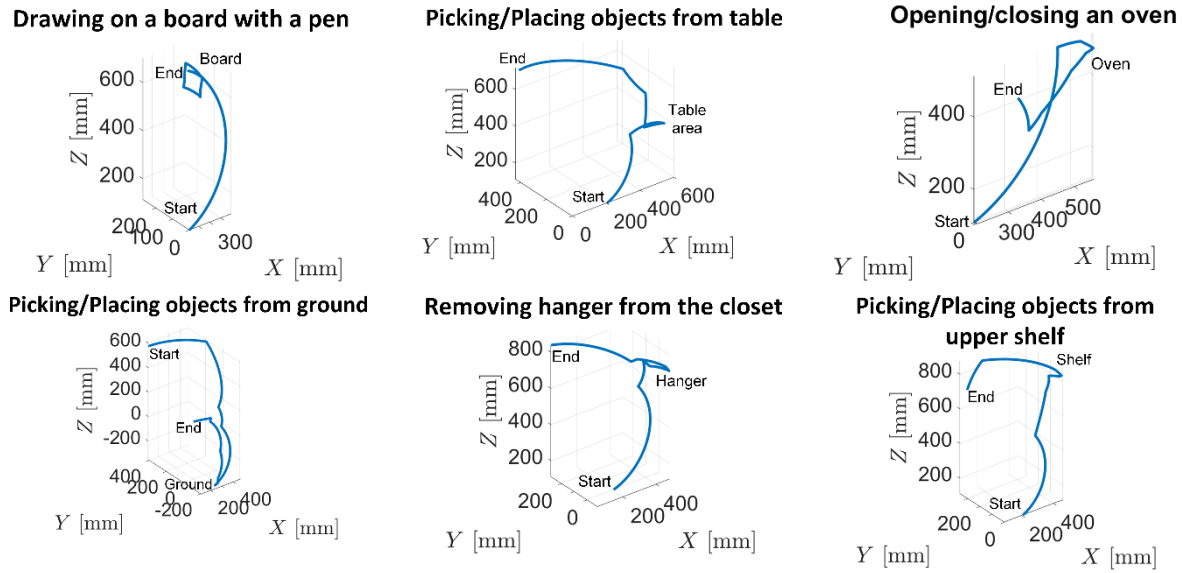 Drawing on a board with a pen
End
Board
600
400
200
Z [mm]
Start
200
100
0
300
Y [mm]
X [mm]
Picking/Placing objects from table
End
600
400
200
Z [mm]
Table
area
Start
400
200
0
0
200
400
600
Y [mm]
X [mm]
Opening/closing an oven
Oven
End
400
200
Z [mm]
Start
0
300
400
500
Y [mm]
X [mm]
Picking/Placing objects from ground
600
400
200
0
-200
Z [mm]
Start
End
Ground
400
200
0
-200
200
400
Y [mm]
X [mm]
Removing hanger from the closet
800
600
400
200
Z [mm]
End
Hanger
Start
200
0
200
400
Y [mm]
X [mm]
Picking/Placing objects from
upper shelf
Shelf
800
600
400
200
Z [mm]
End
Start
200
0
200
400
Y [mm]
X [mm]